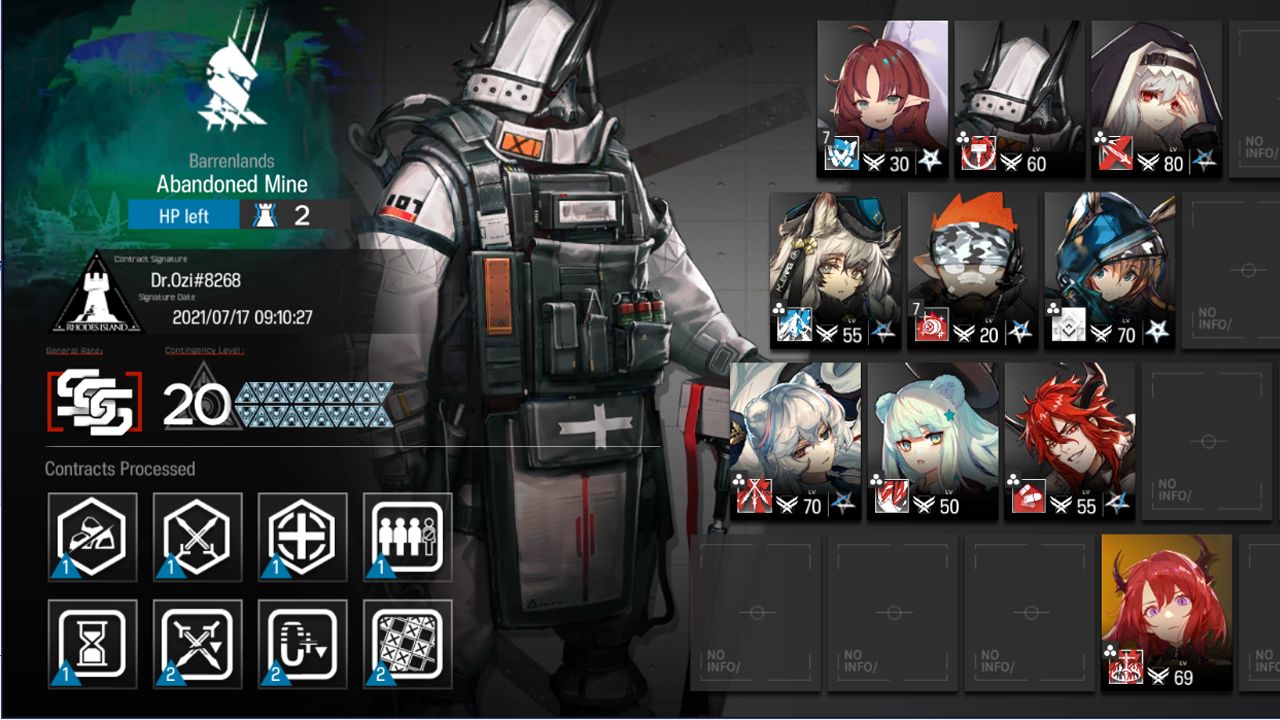 Barrenlands
Abandoned Mine
HP left 2
Contract Signature
Dr.Ozi#8268
Signature Date
2021/07/17 09:10:27
RHODES ISLAND
General Rate:
Contingency Level:
20
Contracts Processed
1 1 1 1
1 2 2 2
107
7 LV 30
LV 60
LV 80
NO INFO/
LV 55
7 LV 20
LV 70
NO INFO/
LV 70
LV 50
LV 55
NO INFO/
NO INFO/
NO INFO/
NO INFO/
LV 69
NO INFO/